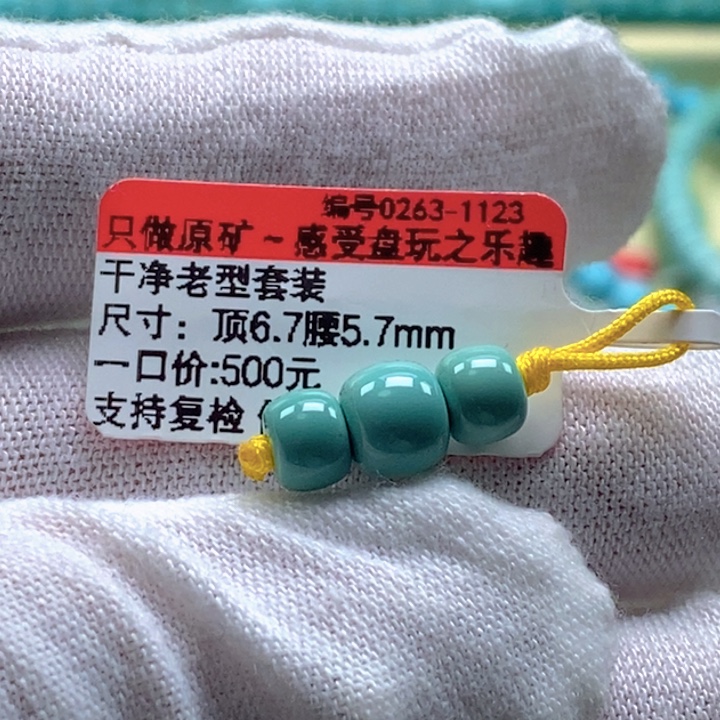 编号0263-1123
只做原矿~感受盘玩之乐趣
干净老型套装
尺寸：顶6.7腰5.7mm
一口价:500元
支持复检